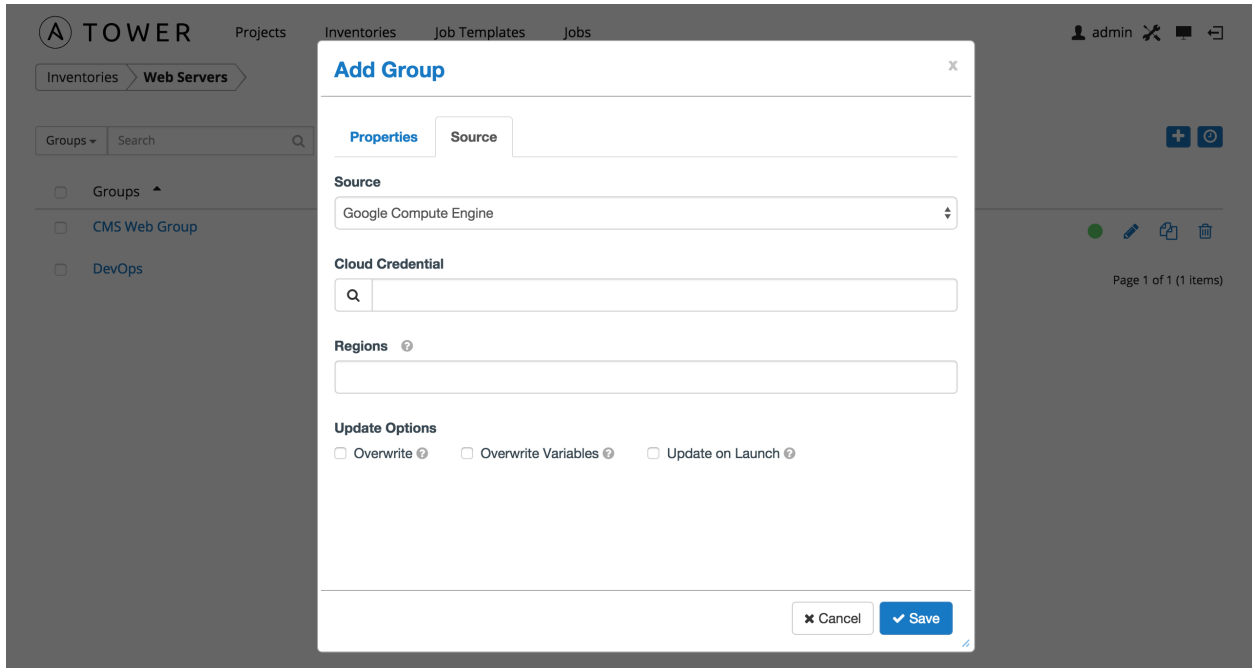 TOWER Projects Inventories Job Templates Jobs admin
Inventories Web Servers
Add Group x
Properties Source
Groups Search
Source
Groups
Google Compute Engine
CMS Web Group
Cloud Credential
DevOps
Page 1 of 1 (1 items)
Regions ?
Update Options
Overwrite ? Overwrite Variables ? Update on Launch ?
Cancel Save